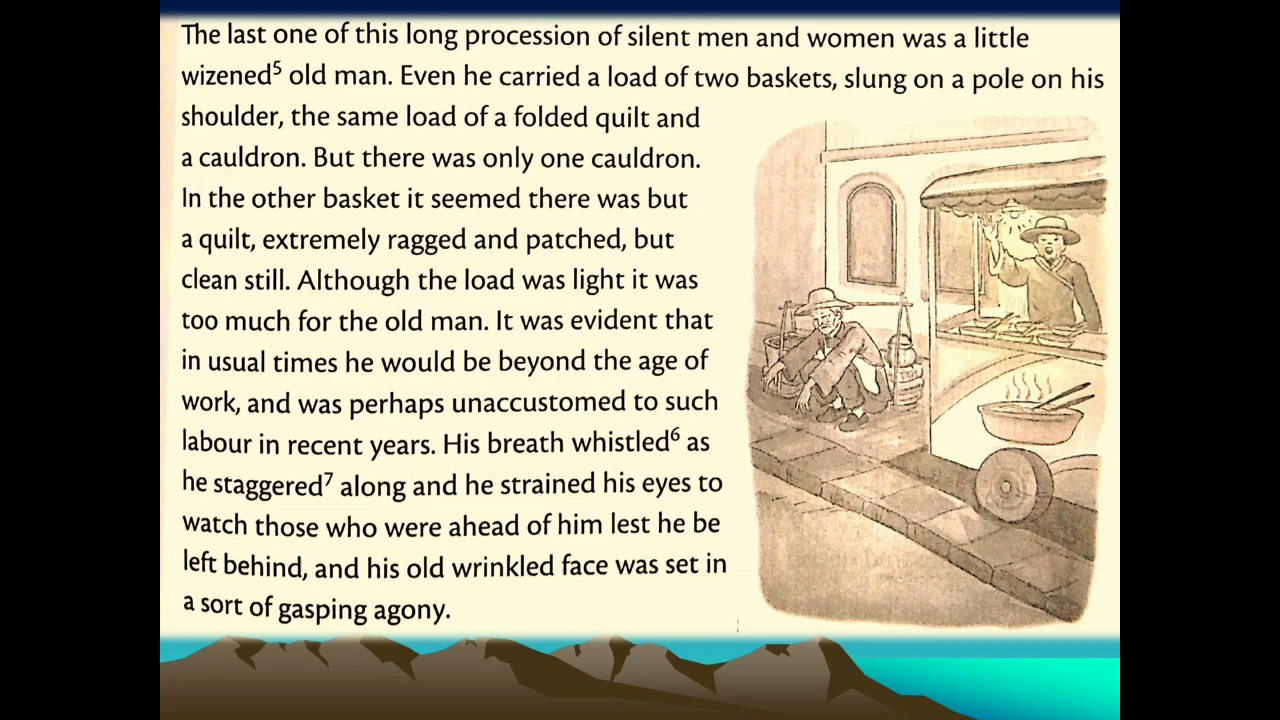 The last one of this long procession of silent men and women was a little
wizened⁵ old man. Even he carried a load of two baskets, slung on a pole on his
shoulder, the same load of a folded quilt and
a cauldron. But there was only one cauldron.
In the other basket it seemed there was but
a quilt, extremely ragged and patched, but
clean still. Although the load was light it was
too much for the old man. It was evident that
in usual times he would be beyond the age of
work, and was perhaps unaccustomed to such
labour in recent years. His breath whistled⁶ as
he staggered⁷ along and he strained his eyes to
watch those who were ahead of him lest he be
left behind, and his old wrinkled face was set in
a sort of gasping agony.